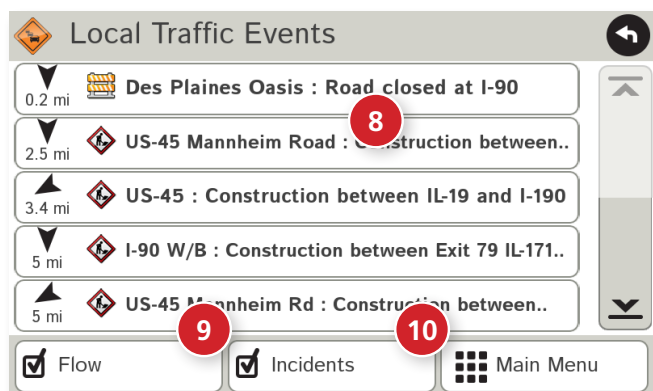 Local Traffic Events
0.2 mi Des Plaines Oasis : Road closed at I-90
8
2.5 mi US-45 Mannheim Road : Construction between..
3.4 mi US-45 : Construction between IL-19 and I-190
5 mi I-90 W/B : Construction between Exit 79 IL-171..
5 mi US-45 Mannheim Rd : Construction between..
9 10
Flow Incidents Main Menu